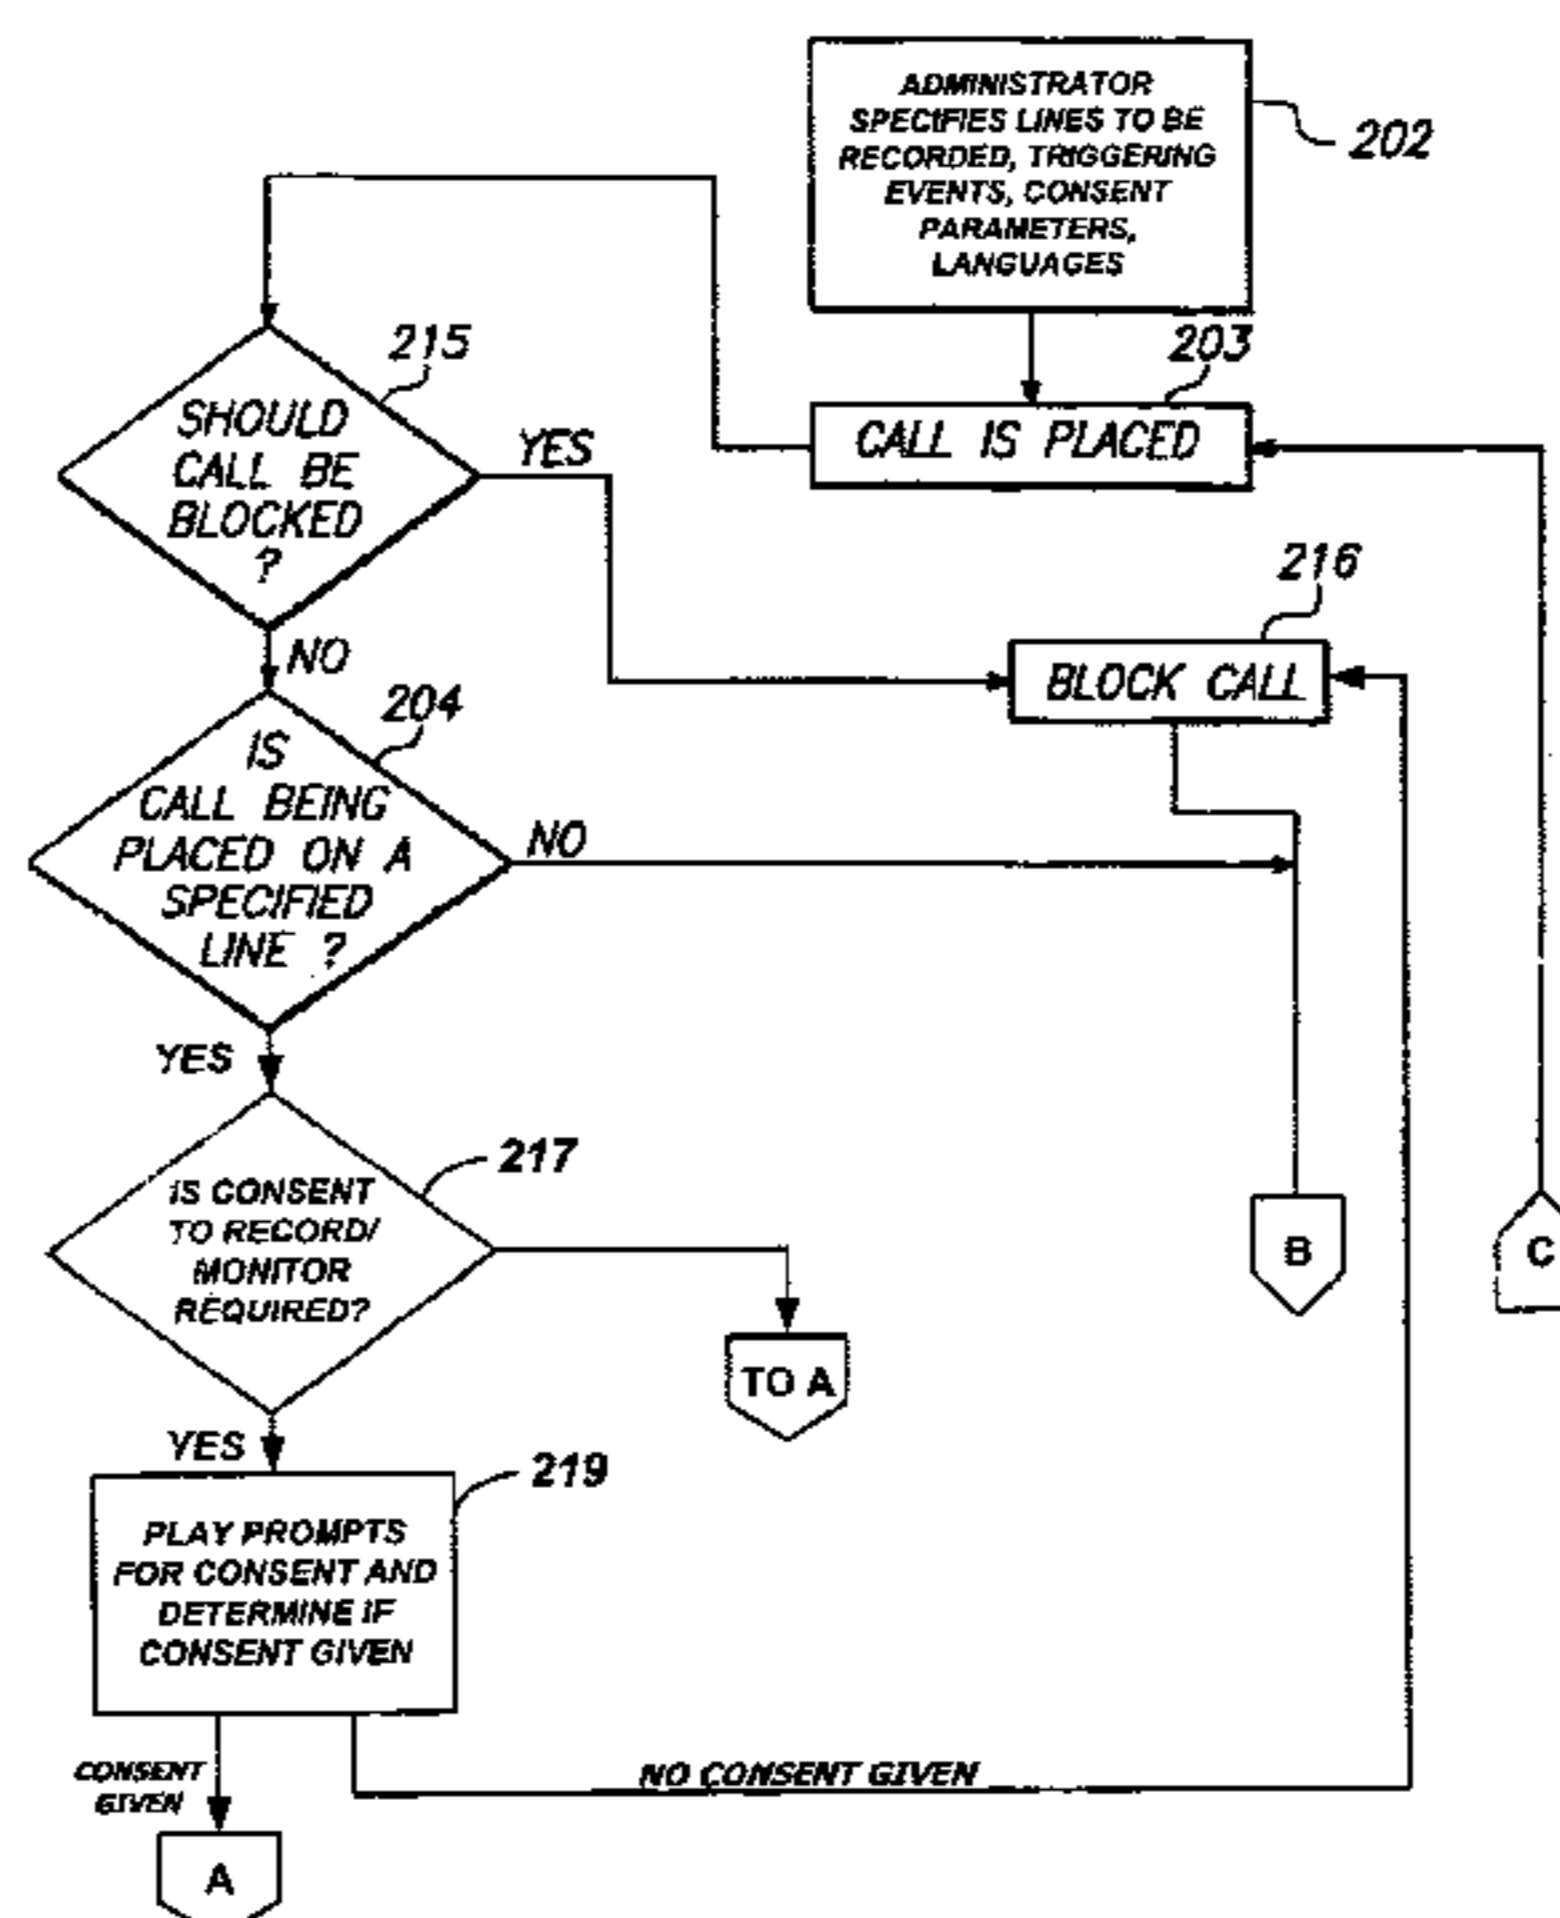 ADMINISTRATOR
SPECIFIES LINES TO BE
RECORDED, TRIGGERING
EVENTS, CONSENT
PARAMETERS,
LANGUAGES
202
203
CALL IS PLACED
215
SHOULD
CALL BE
BLOCKED
?
YES
NO
216
BLOCK CALL
204
IS
CALL BEING
PLACED ON A
SPECIFIED
LINE ?
NO
YES
217
IS CONSENT
TO RECORD/
MONITOR
REQUIRED?
TO A
B
C
YES
219
PLAY PROMPTS
FOR CONSENT AND
DETERMINE IF
CONSENT GIVEN
CONSENT
GIVEN
NO CONSENT GIVEN
A